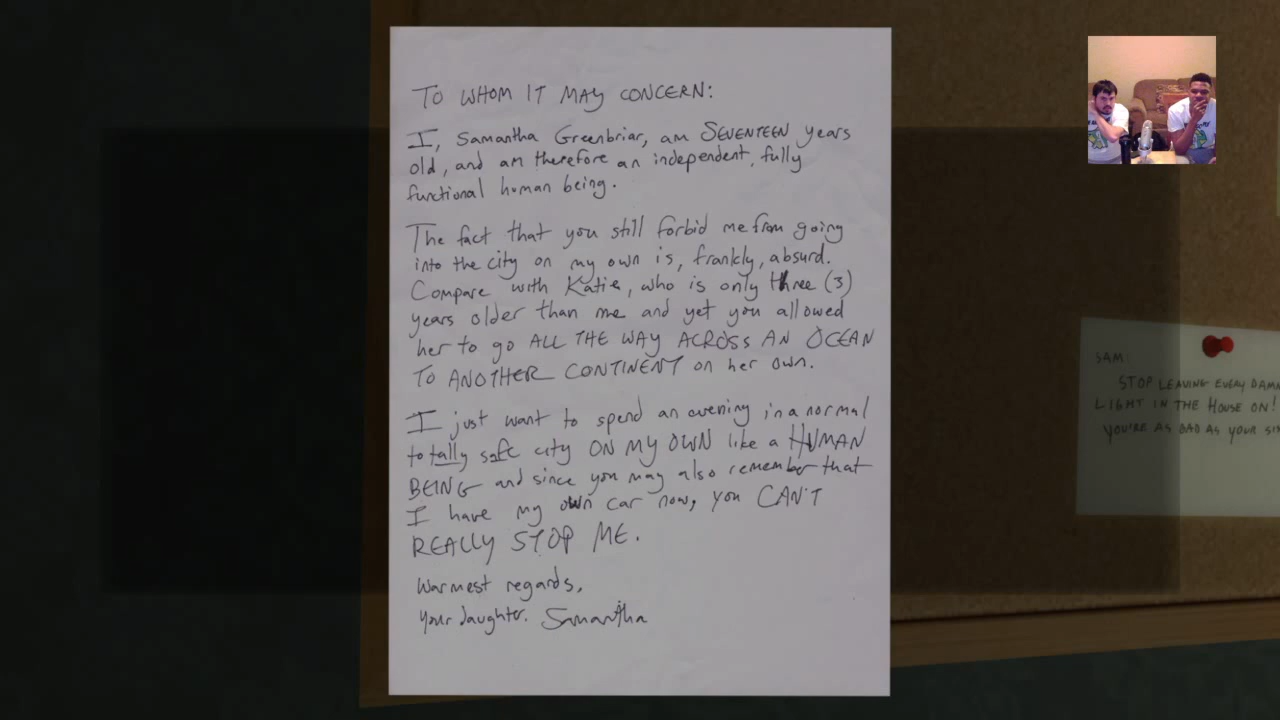 TO WHOM IT MAY CONCERN:
I, Samantha Greenbriar, am SEVENTEEN years
old, and am therefore an independent, fully
functional human being.
The fact that you still forbid me from going
into the city on my own is, frankly, absurd.
Compare with Katie, who is only three (3)
years older than me and yet you allowed
her to go ALL THE WAY ACROSS AN OCEAN
TO ANOTHER CONTINENT on her own.
I just want to spend an evening in a normal
totally safe city ON MY OWN like a HUMAN
BEING and since you may also remember that
I have my own car now, you CAN'T
REALLY STOP ME.
Warmest regards,
Your daughter. Samantha
SAM:
STOP LEAVING EVERY DAMN
LIGHT IN THE HOUSE ON!
YOU'RE AS BAD AS YOUR